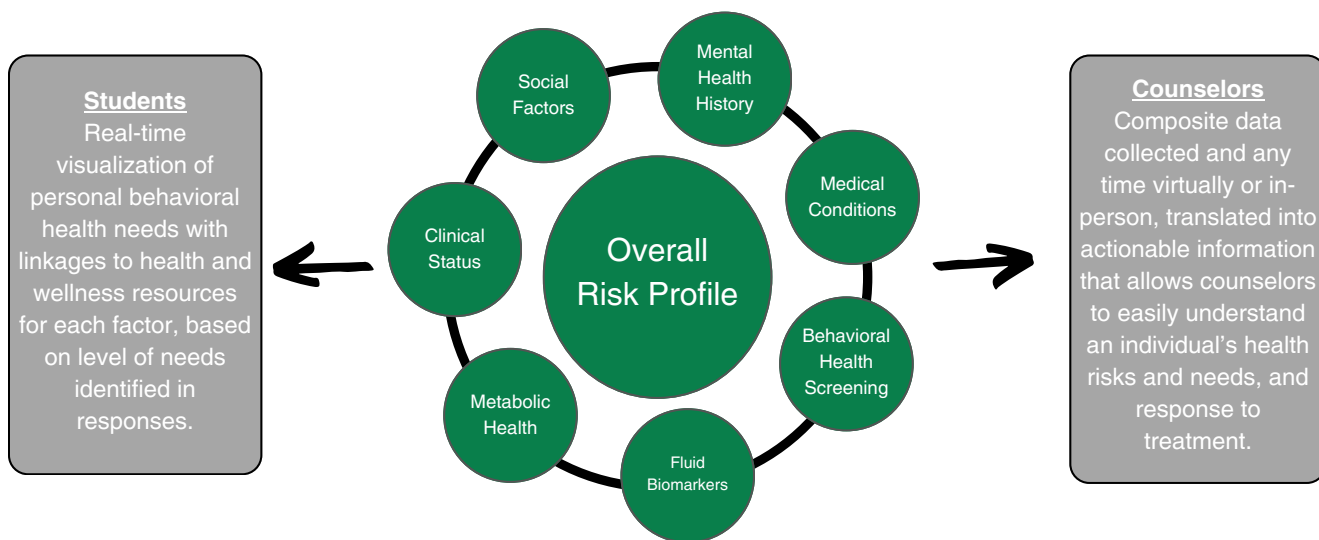 Students
Real-time
visualization of
personal behavioral
health needs with
linkages to health and
wellness resources
for each factor, based
on level of needs
identified in
responses.
Social
Factors
Mental
Health
History
Medical
Conditions
Behavioral
Health
Screening
Fluid
Biomarkers
Metabolic
Health
Clinical
Status
Overall
Risk Profile
Counselors
Composite data
collected and any
time virtually or in-
person, translated into
actionable information
that allows counselors
to easily understand
an individual's health
risks and needs, and
response to
treatment.